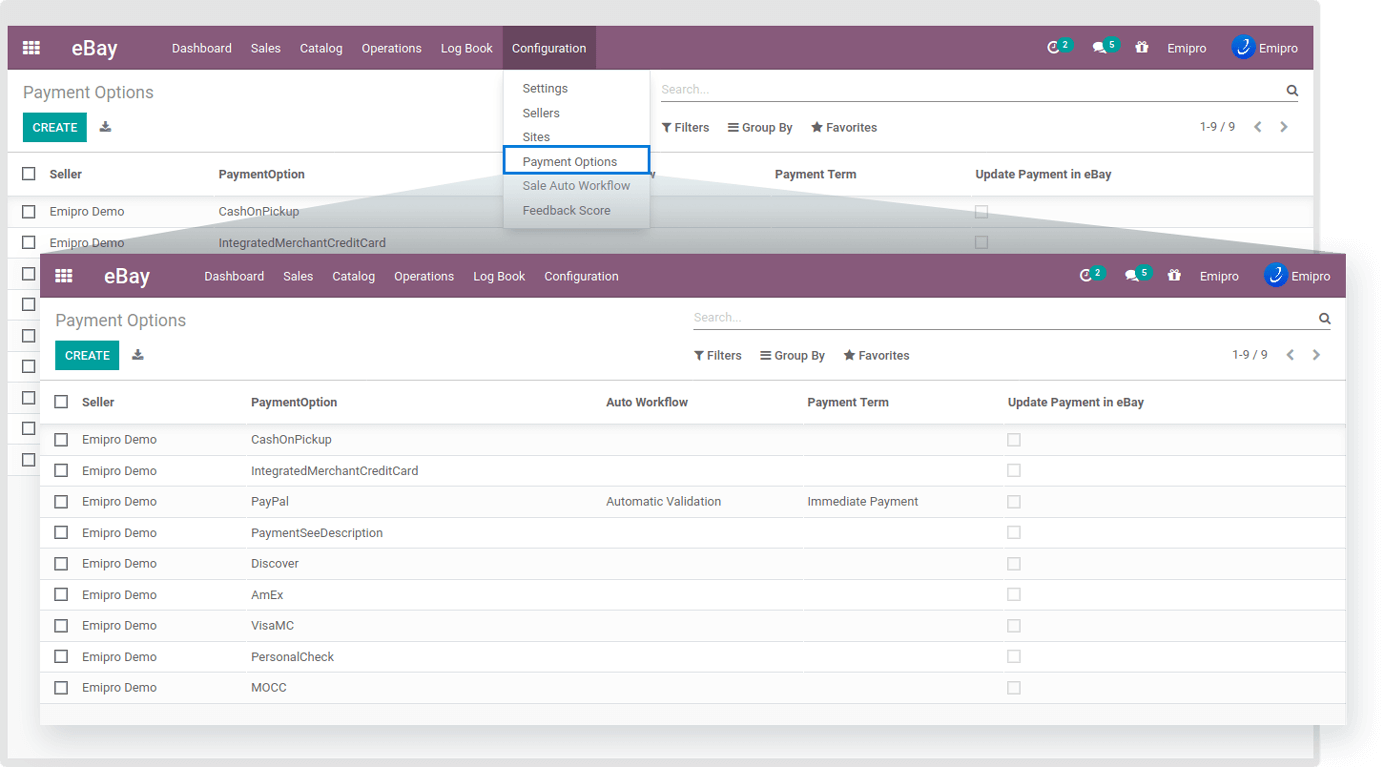 eBay Dashboard Sales Catalog Operations Log Book Configuration 2 5 Emipro Emipro
Payment Options Settings Search...
Sellers
CREATE Filters Group By Favorites 1-9 / 9
Sites
Payment Options
Seller PaymentOption Payment Term Update Payment in eBay
Sale Auto Workflow
Emipro Demo CashOnPickup Feedback Score
Emipro Demo IntegratedMerchantCreditCard
eBay Dashboard Sales Catalog Operations Log Book Configuration 2 5 Emipro Emipro
Payment Options Search...
CREATE Filters Group By Favorites 1-9 / 9
Seller PaymentOption Auto Workflow Payment Term Update Payment in eBay
Emipro Demo CashOnPickup
Emipro Demo IntegratedMerchantCreditCard
Emipro Demo PayPal Automatic Validation Immediate Payment
Emipro Demo PaymentSeeDescription
Emipro Demo Discover
Emipro Demo AmEx
Emipro Demo VisaMC
Emipro Demo PersonalCheck
Emipro Demo MOCC